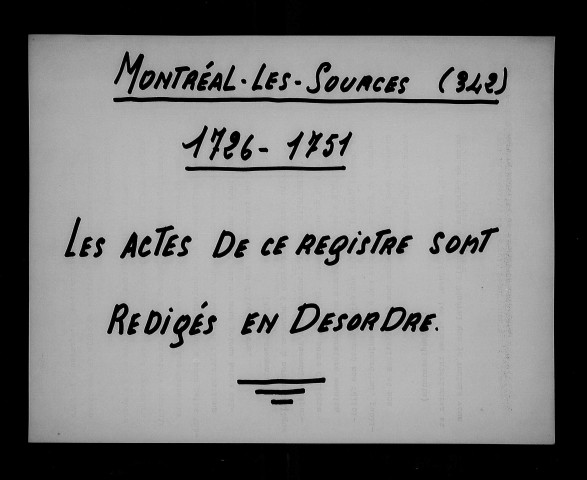 MONTRÉAL-LES-SOURCES (342)
1726-1751
LES ACTES DE CE REGISTRE SONT
REDIGÉS EN DESORDRE.